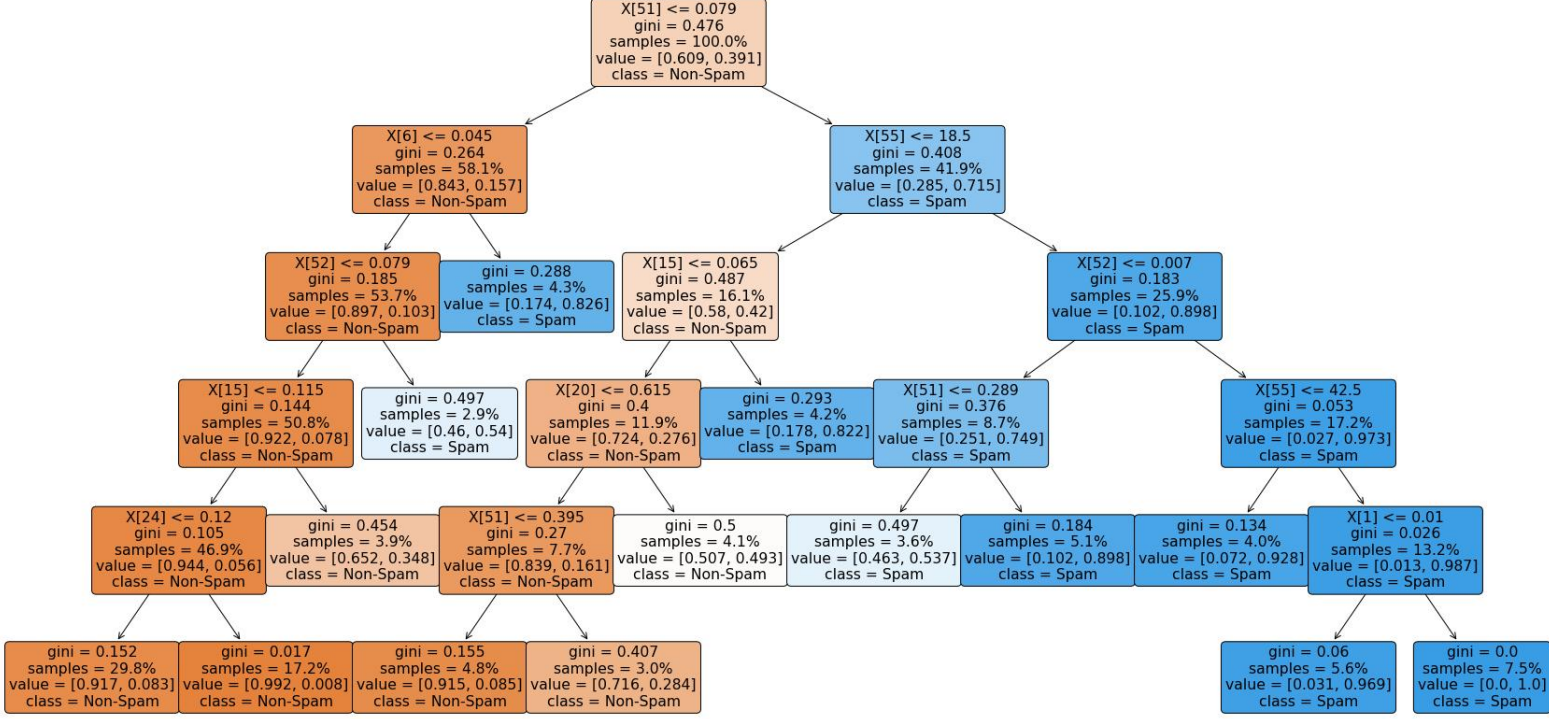 X[51] <= 0.079
gini = 0.476
samples = 100.0%
value = [0.609, 0.391]
class = Non-Spam
X[6] <= 0.045
gini = 0.264
samples = 58.1%
value = [0.843, 0.157]
class = Non-Spam
X[55] <= 18.5
gini = 0.408
samples = 41.9%
value = [0.285, 0.715]
class = Spam
X[52] <= 0.079
gini = 0.185
samples = 53.7%
value = [0.897, 0.103]
class = Non-Spam
gini = 0.288
samples = 4.3%
value = [0.174, 0.826]
class = Spam
X[15] <= 0.065
gini = 0.487
samples = 16.1%
value = [0.58, 0.42]
class = Non-Spam
X[52] <= 0.007
gini = 0.183
samples = 25.9%
value = [0.102, 0.898]
class = Spam
X[15] <= 0.115
gini = 0.144
samples = 50.8%
value = [0.922, 0.078]
class = Non-Spam
gini = 0.497
samples = 2.9%
value = [0.46, 0.54]
class = Spam
X[20] <= 0.615
gini = 0.4
samples = 11.9%
value = [0.724, 0.276]
class = Non-Spam
gini = 0.293
samples = 4.2%
value = [0.178, 0.822]
class = Spam
X[51] <= 0.289
gini = 0.376
samples = 8.7%
value = [0.251, 0.749]
class = Spam
X[55] <= 42.5
gini = 0.053
samples = 17.2%
value = [0.027, 0.973]
class = Spam
X[24] <= 0.12
gini = 0.105
samples = 46.9%
value = [0.944, 0.056]
class = Non-Spam
gini = 0.454
samples = 3.9%
value = [0.652, 0.348]
class = Non-Spam
X[51] <= 0.395
gini = 0.27
samples = 7.7%
value = [0.839, 0.161]
class = Non-Spam
gini = 0.5
samples = 4.1%
value = [0.507, 0.493]
class = Non-Spam
gini = 0.497
samples = 3.6%
value = [0.463, 0.537]
class = Spam
gini = 0.184
samples = 5.1%
value = [0.102, 0.898]
class = Spam
gini = 0.134
samples = 4.0%
value = [0.072, 0.928]
class = Spam
X[1] <= 0.01
gini = 0.026
samples = 13.2%
value = [0.013, 0.987]
class = Spam
gini = 0.152
samples = 29.8%
value = [0.917, 0.083]
class = Non-Spam
gini = 0.017
samples = 17.2%
value = [0.992, 0.008]
class = Non-Spam
gini = 0.155
samples = 4.8%
value = [0.915, 0.085]
class = Non-Spam
gini = 0.407
samples = 3.0%
value = [0.716, 0.284]
class = Non-Spam
gini = 0.06
samples = 5.6%
value = [0.031, 0.969]
class = Spam
gini = 0.0
samples = 7.5%
value = [0.0, 1.0]
class = Spam